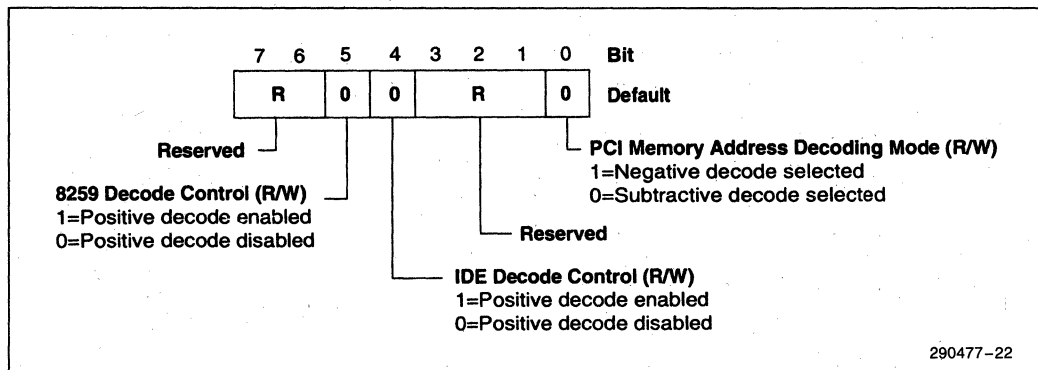 7 6 5 4 3 2 1 0 Bit
R 0 0 R 0 Default
Reserved
PCI Memory Address Decoding Mode (R/W)
1=Negative decode selected
0=Subtractive decode selected
8259 Decode Control (R/W)
1=Positive decode enabled
0=Positive decode disabled
Reserved
IDE Decode Control (R/W)
1=Positive decode enabled
0=Positive decode disabled
290477-22